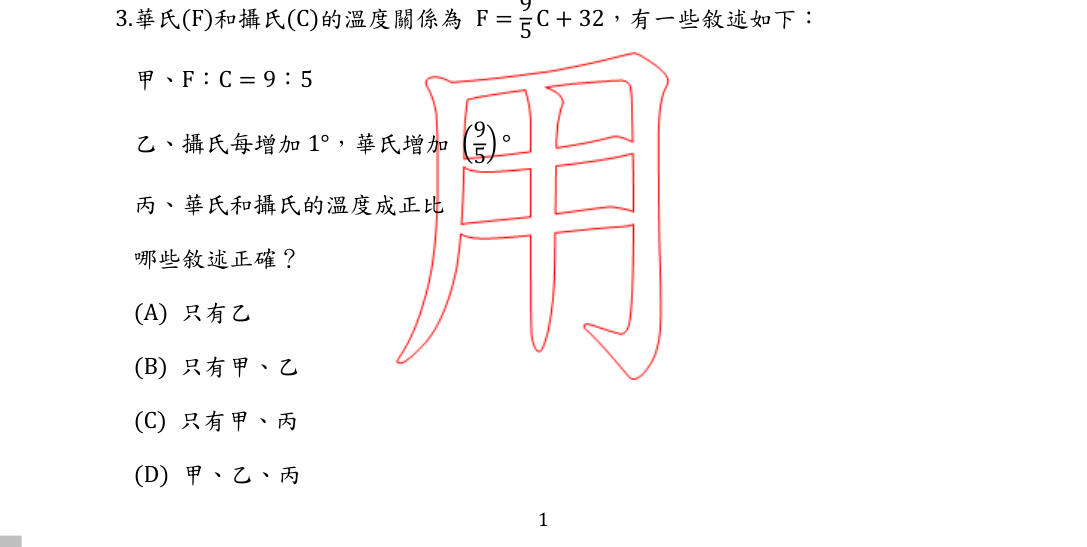 3.華氏(F)和攝氏(C)的溫度關係為 F = 9/5 C + 32，有一些敘述如下：
甲、F：C = 9：5
乙、攝氏每增加 1°，華氏增加 (9/5)°
丙、華氏和攝氏的溫度成正比
哪些敘述正確？
(A) 只有乙
(B) 只有甲、乙
(C) 只有甲、丙
(D) 甲、乙、丙
用
1